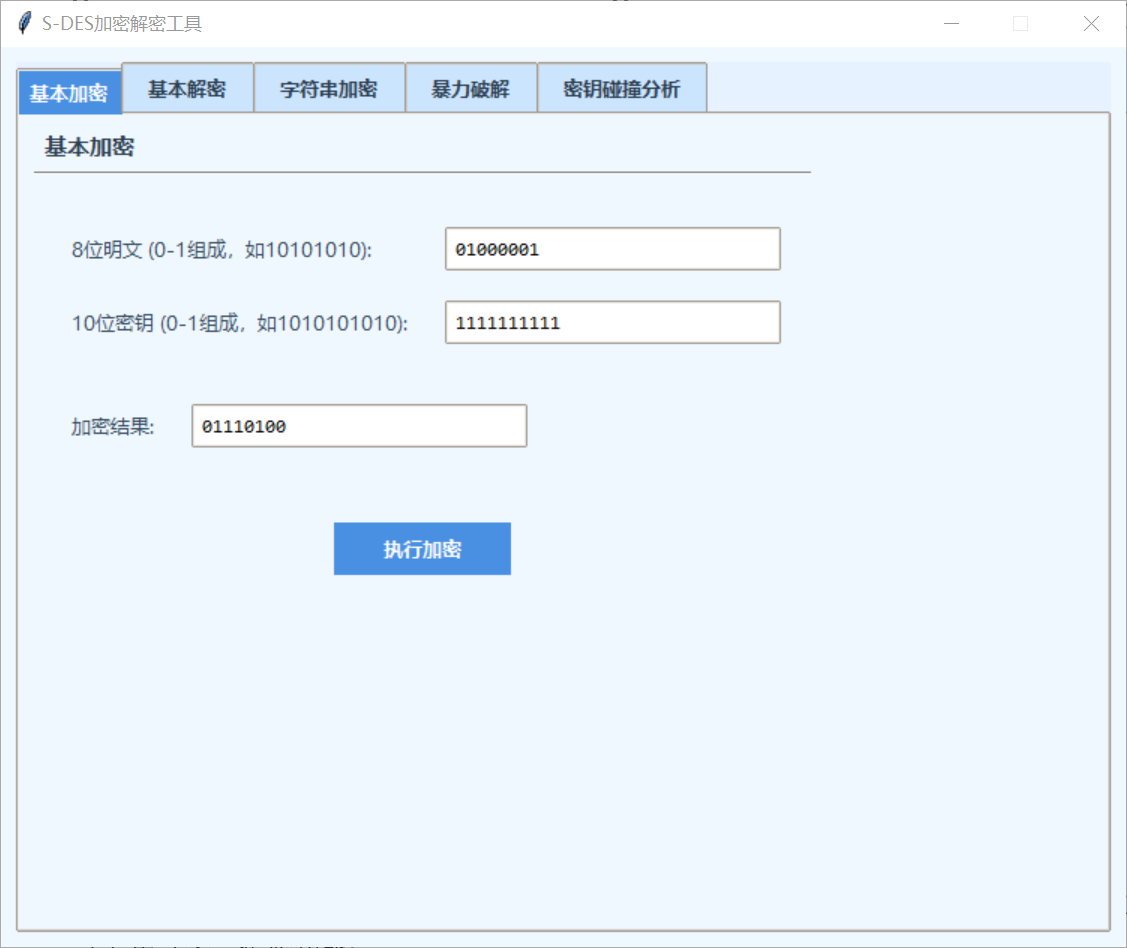 S-DES加密解密工具
基本加密 基本解密 字符串加密 暴力破解 密钥碰撞分析
基本加密
8位明文 (0-1组成，如10101010): 01000001
10位密钥 (0-1组成，如1010101010): 1111111111
加密结果: 01110100
执行加密